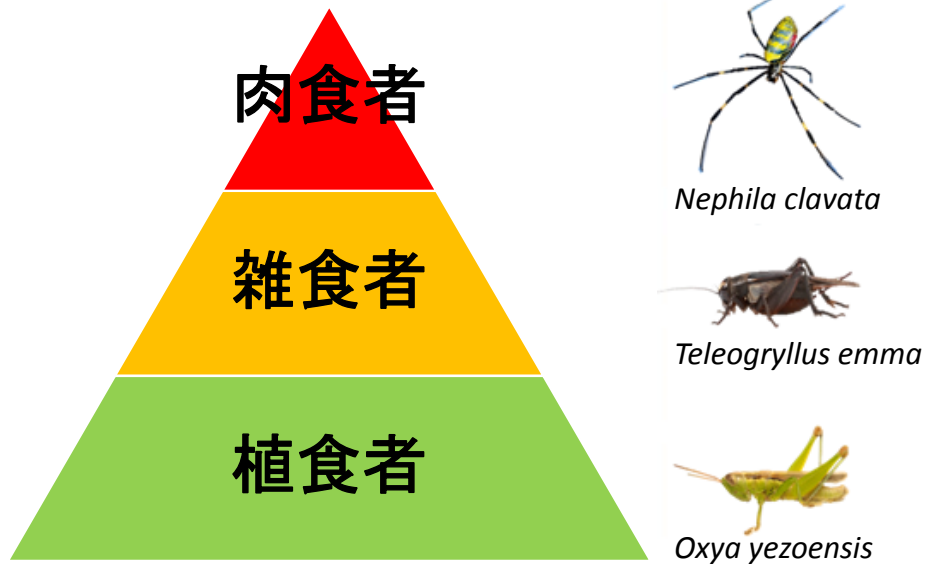 肉食者
Nephila clavata
雑食者
Teleogryllus emma
植食者
Oxya yezoensis